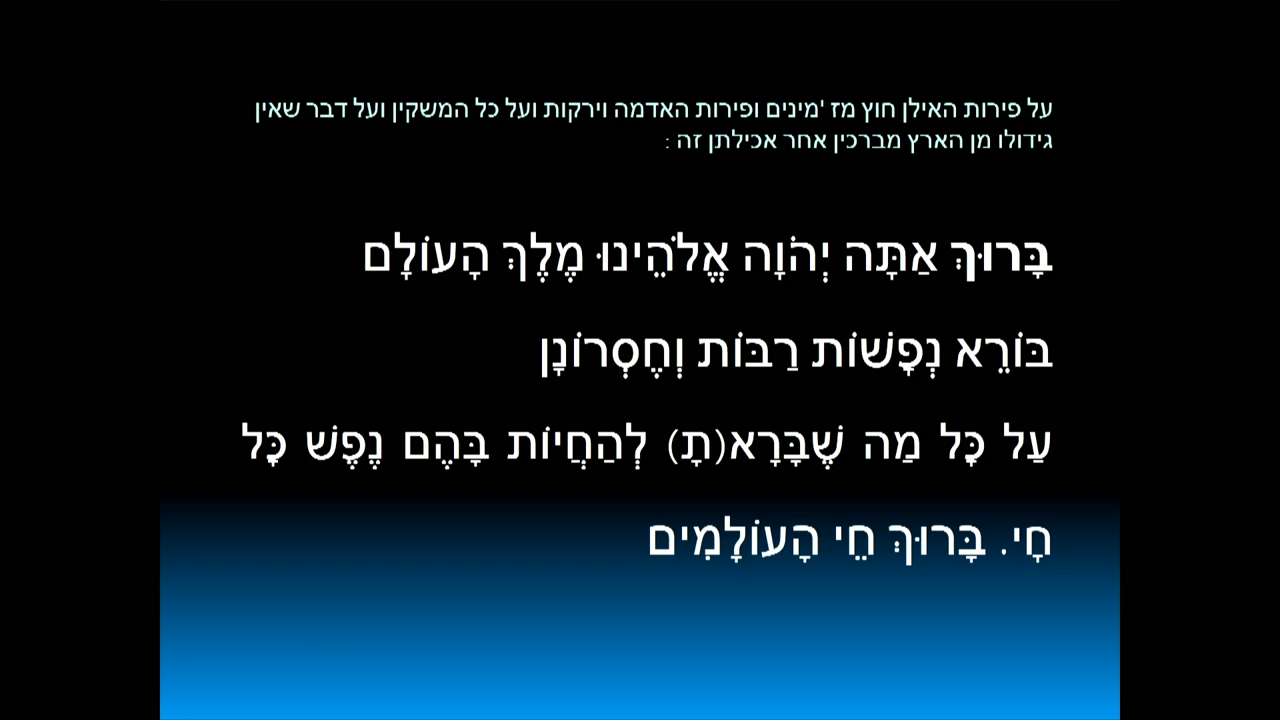 על פירות האילן חוץ מז 'מינים ופירות האדמה וירקות ועל כל המשקין ועל דבר שאין
גידולו מן הארץ מברכין אחר אכילתן זה :
בָּרוּךְ אַתָּה יְהֹוָה אֱלֹהֵינוּ מֶלֶךְ הָעוֹלָם
בּוֹרֵא נְפָשׁוֹת רַבּוֹת וְחֶסְרוֹנָן
עַל כָּל מַה שֶׁבָּרָא(תָ) לְהַחֲיוֹת בָּהֶם נֶפֶשׁ כָּל
חָי. בָּרוּךְ חֵי הָעוֹלָמִים